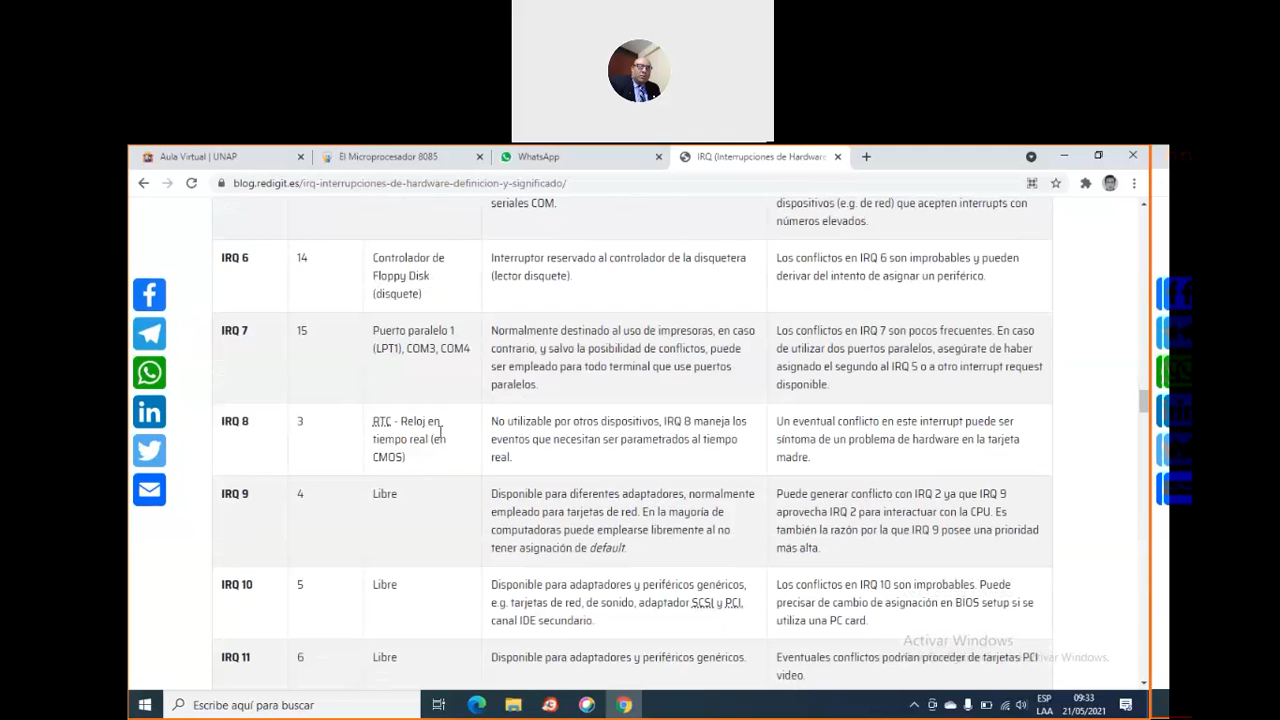 Aula Virtual | UNAP
El Microprocesador 8085
WhatsApp
IRQ (Interrupciones de Hardware
blog.redigit.es/irq-interrupciones-de-hardware-definicion-y-significado/
seriales COM.
dispositivos (e.g. de red) que acepten interrupts con
números elevados.
IRQ 6
14
Controlador de
Floppy Disk
(disquete)
Interruptor reservado al controlador de la disquetera
(lector disquete).
Los conflictos en IRQ 6 son improbables y pueden
derivar del intento de asignar un periférico.
IRQ 7
15
Puerto paralelo 1
(LPT1), COM3, COM4
Normalmente destinado al uso de impresoras, en caso
contrario, y salvo la posibilidad de conflictos, puede
ser empleado para todo terminal que use puertos
paralelos.
Los conflictos en IRQ 7 son pocos frecuentes. En caso
de utilizar dos puertos paralelos, asegúrate de haber
asignado el segundo al IRQ 5 o a otro interrupt request
disponible.
IRQ 8
3
RTC - Reloj en
tiempo real (en
CMOS)
No utilizable por otros dispositivos, IRQ 8 maneja los
eventos que necesitan ser parametrados al tiempo
real.
Un eventual conflicto en este interrupt puede ser
síntoma de un problema de hardware en la tarjeta
madre.
IRQ 9
4
Libre
Disponible para diferentes adaptadores, normalmente
empleado para tarjetas de red. En la mayoría de
computadoras puede emplearse libremente al no
tener asignación de default.
Puede generar conflicto con IRQ 2 ya que IRQ 9
aprovecha IRQ 2 para interactuar con la CPU. Es
también la razón por la que IRQ 9 posee una prioridad
más alta.
IRQ 10
5
Libre
Disponible para adaptadores y periféricos genéricos,
e.g. tarjetas de red, de sonido, adaptador SCSI y PCI,
canal IDE secundario.
Los conflictos en IRQ 10 son improbables. Puede
precisar de cambio de asignación en BIOS setup si se
utiliza una PC card.
IRQ 11
6
Libre
Disponible para adaptadores y periféricos genéricos.
Eventuales conflictos podrían proceder de tarjetas PCI
video.
Activar Windows
Activar Windows.
Escribe aquí para buscar
ESP
LAA
09:33
21/05/2021